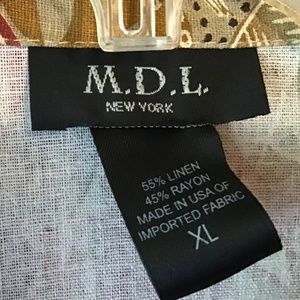 M.D.L.
NEW YORK
55% LINEN
45% RAYON
MADE IN USA OF
IMPORTED FABRIC
XL